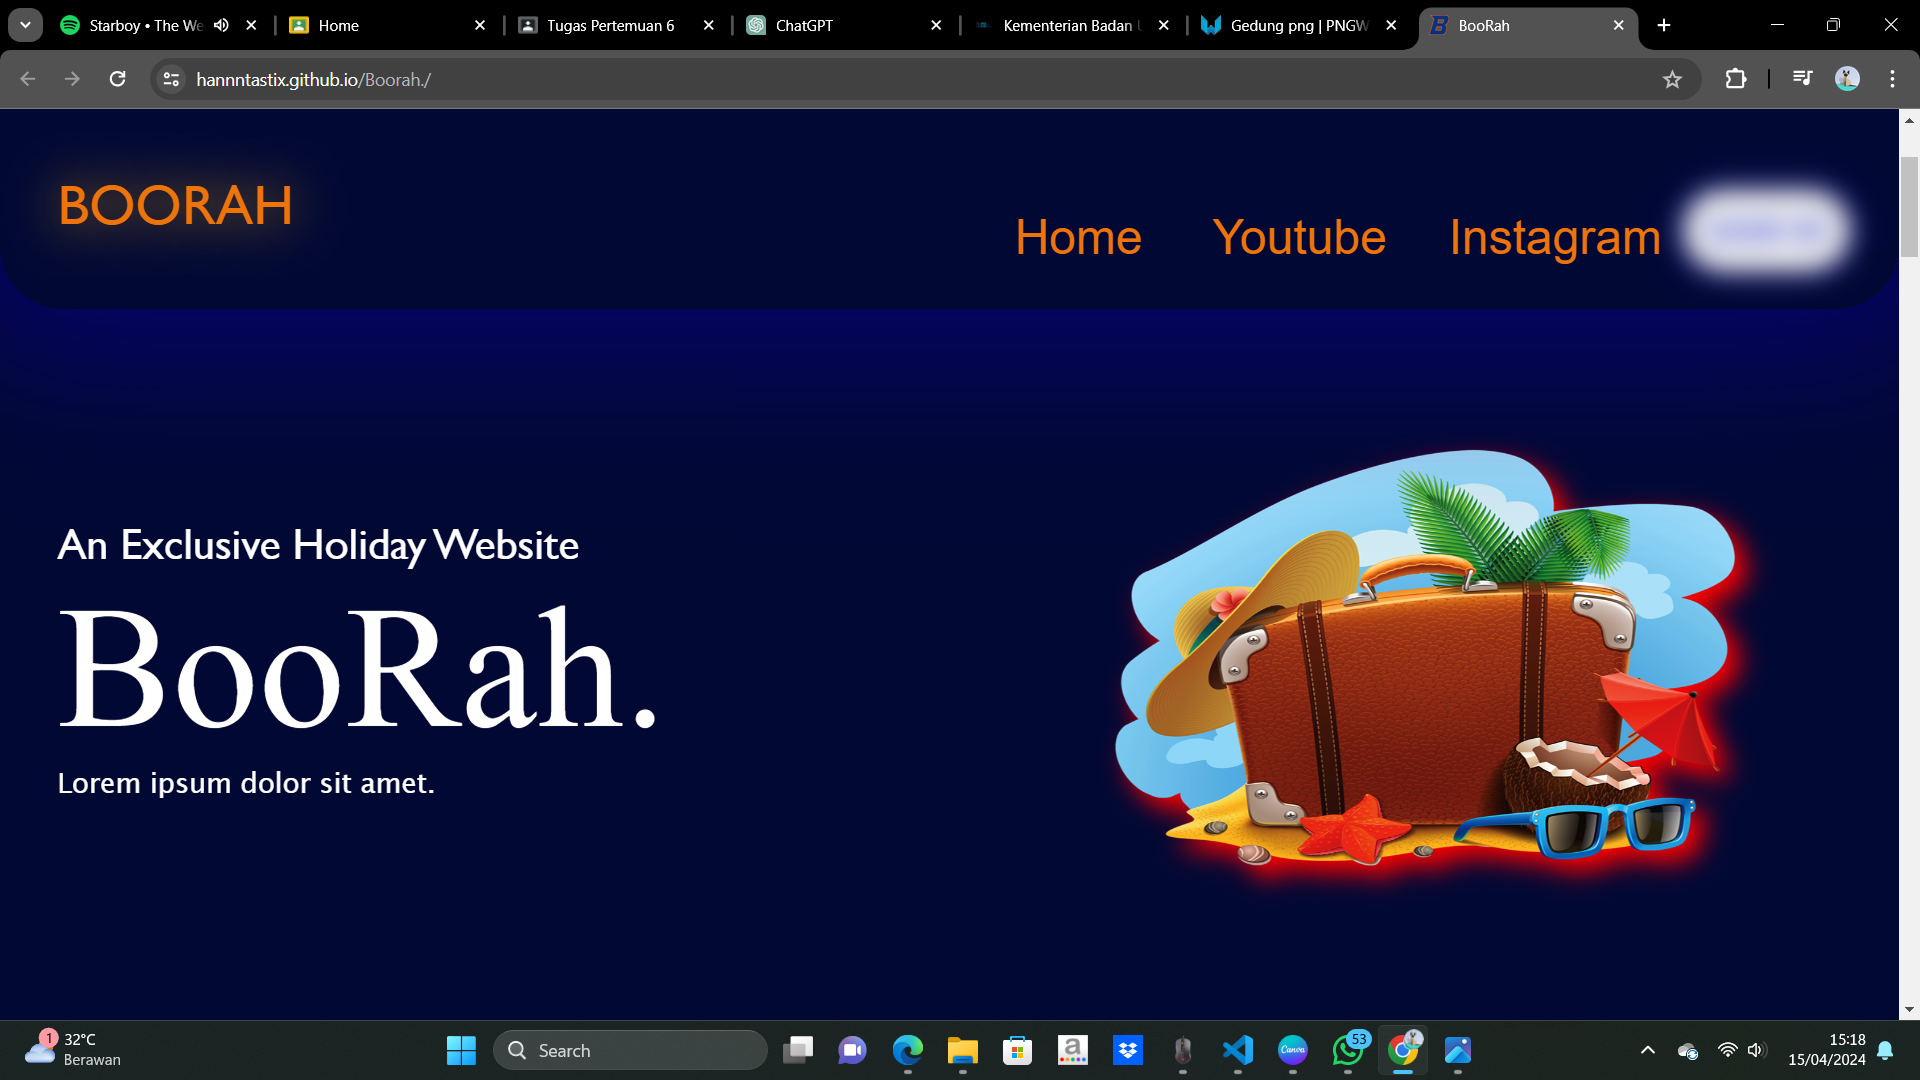 Starboy • The We
Home
Tugas Pertemuan 6
ChatGPT
Kementerian Badan
Gedung png | PNGW
BooRah
hannntastix.github.io/Boorah./
BOORAH
Home
Youtube
Instagram
An Exclusive Holiday Website
BooRah.
Lorem ipsum dolor sit amet.
1
32°C
Berawan
Search
a
Canva
53
15:18
15/04/2024